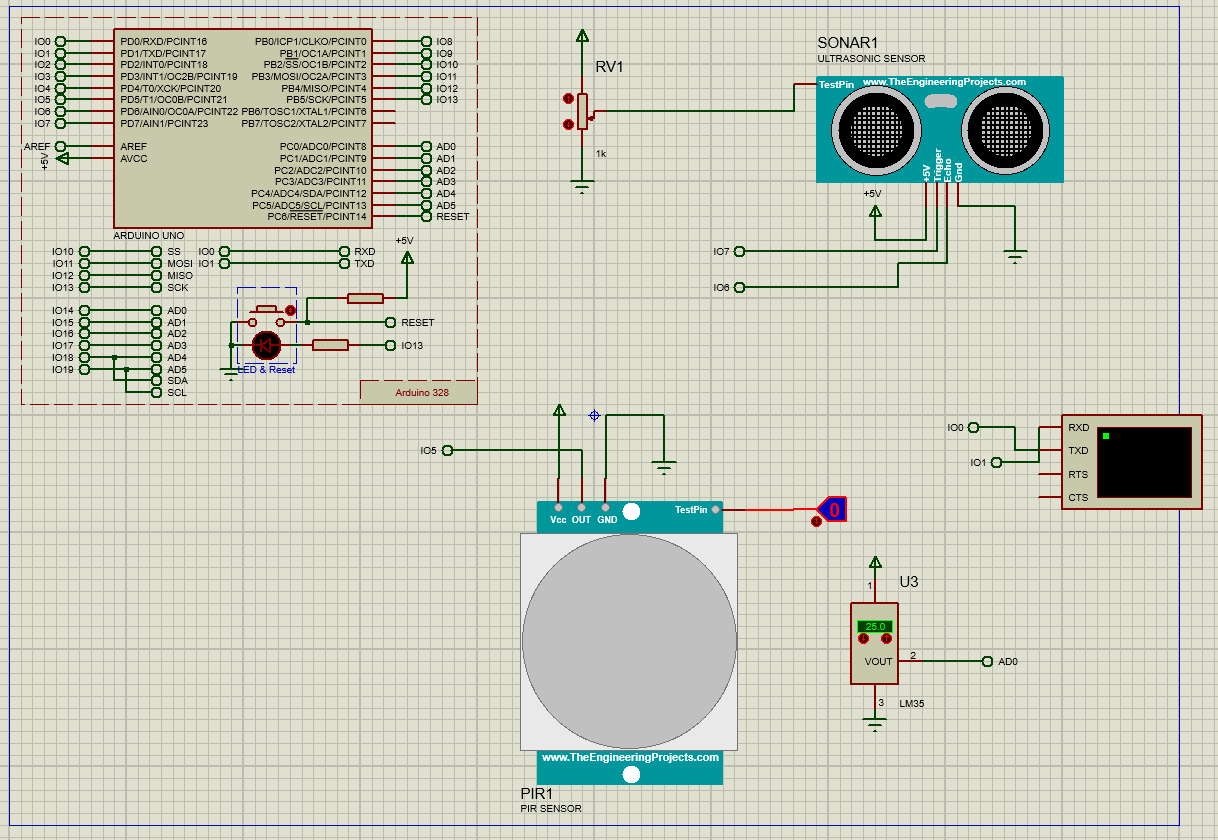 IO0 PD0/RXD/PCINT16 PB0/ICP1/CLKO/PCINT0 IO8
IO1 PD1/TXD/PCINT17 PB1/OC1A/PCINT1 IO9
IO2 PD2/INT0/PCINT18 PB2/SS/OC1B/PCINT2 IO10
IO3 PD3/INT1/OC2B/PCINT19 PB3/MOSI/OC2A/PCINT3 IO11
IO4 PD4/T0/XCK/PCINT20 PB4/MISO/PCINT4 IO12
IO5 PD5/T1/OC0B/PCINT21 PB5/SCK/PCINT5 IO13
IO6 PD6/AIN0/OC0A/PCINT22 PB6/TOSC1/XTAL1/PCINT6
IO7 PD7/AIN1/PCINT23 PB7/TOSC2/XTAL2/PCINT7
AREF AREF PC0/ADC0/PCINT8 AD0
+5V AVCC PC1/ADC1/PCINT9 AD1
PC2/ADC2/PCINT10 AD2
PC3/ADC3/PCINT11 AD3
PC4/ADC4/SDA/PCINT12 AD4
PC5/ADC5/SCL/PCINT13 AD5
PC6/RESET/PCINT14 RESET
ARDUINO UNO
IO10 SS IO0 RXD
IO11 MOSI IO1 TXD
IO12 MISO
IO13 SCK
+5V
IO14 AD0
IO15 AD1
IO16 AD2
IO17 AD3
IO18 AD4
IO19 AD5
SDA
SCL
RESET
IO13
LED & Reset
Arduino 328
RV1
1k
SONAR1
ULTRASONIC SENSOR
TestPin www.TheEngineeringProjects.com
+5V
Trigger
Echo
Gnd
+5V
IO7
IO6
IO5
Vcc OUT GND TestPin
0
www.TheEngineeringProjects.com
PIR1
PIR SENSOR
IO0 RXD
TXD
IO1
RTS
CTS
U3
1
25.0
VOUT 2 AD0
3 LM35